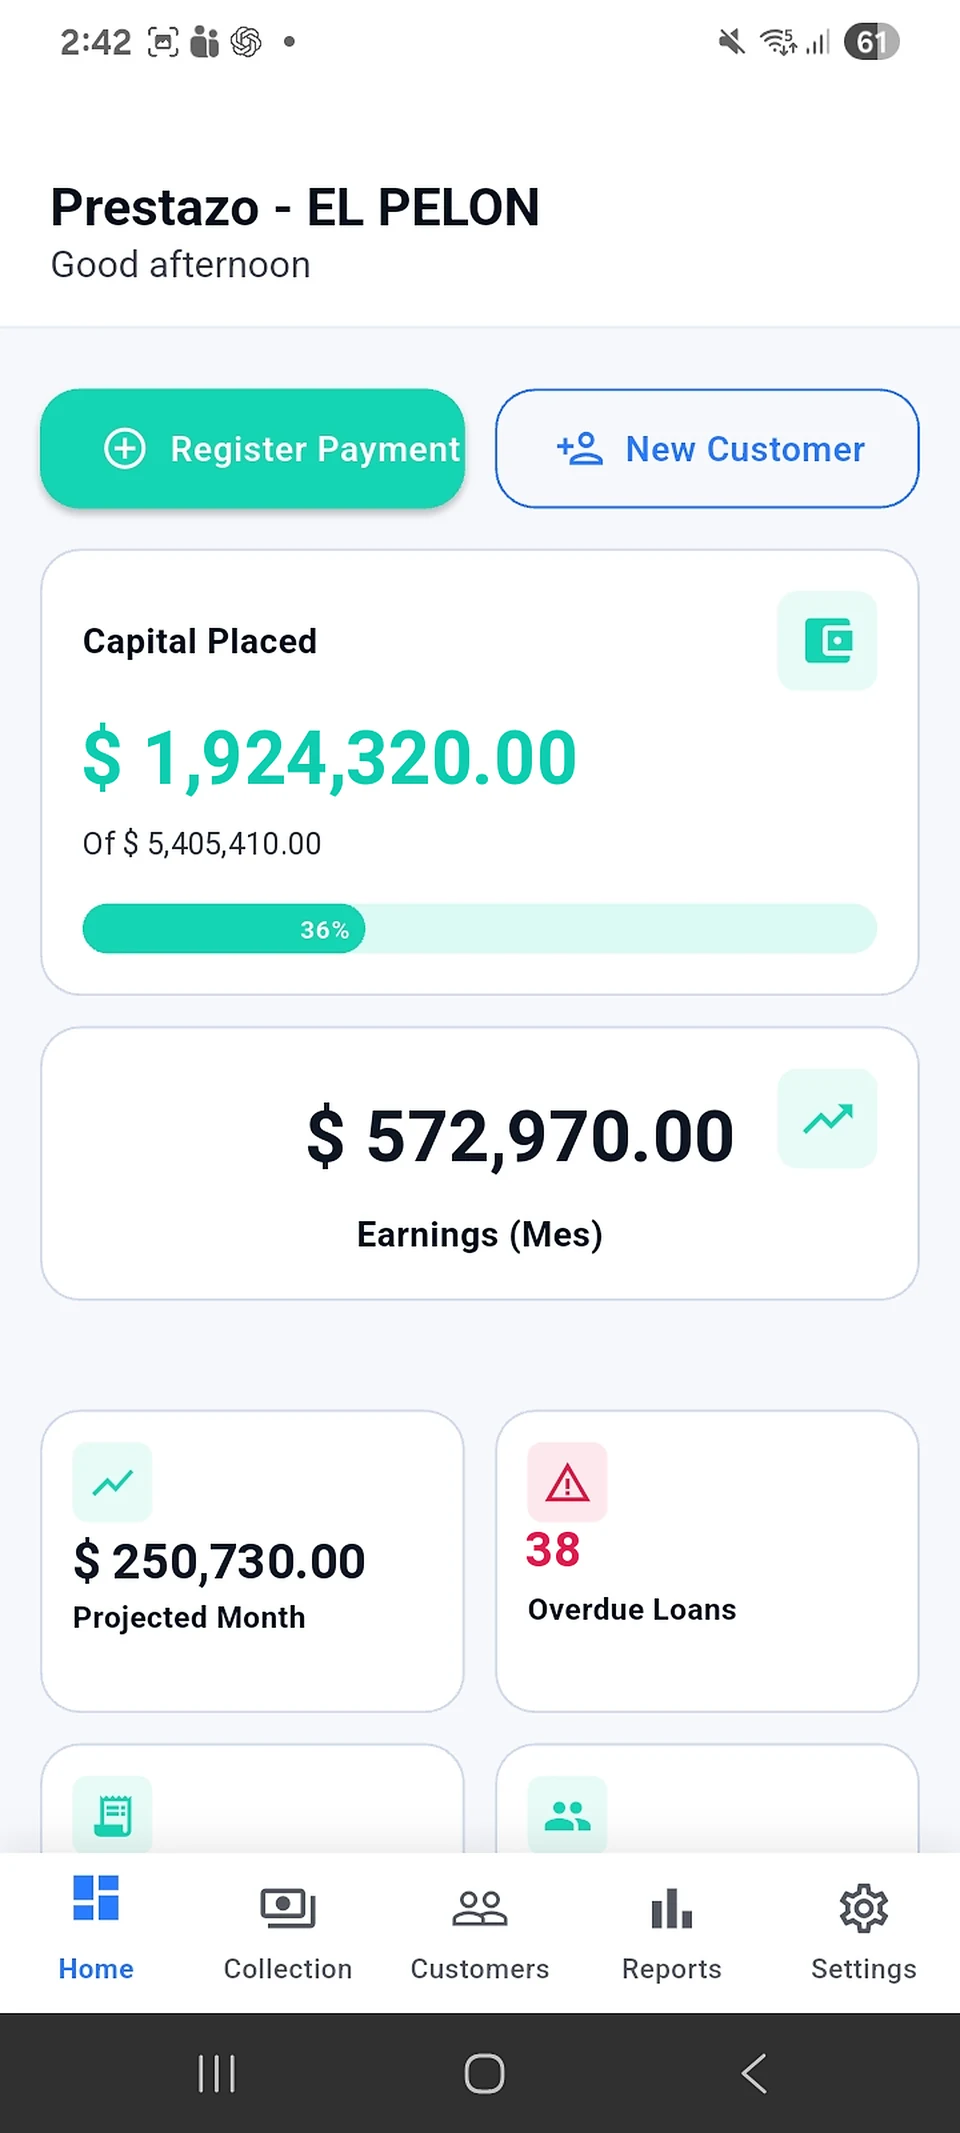 2:42
5
61
Prestazo - EL PELON
Good afternoon
Register Payment
New Customer
Capital Placed
$ 1,924,320.00
Of $ 5,405,410.00
36%
$ 572,970.00
Earnings (Mes)
$ 250,730.00
Projected Month
38
Overdue Loans
Home
Collection
Customers
Reports
Settings